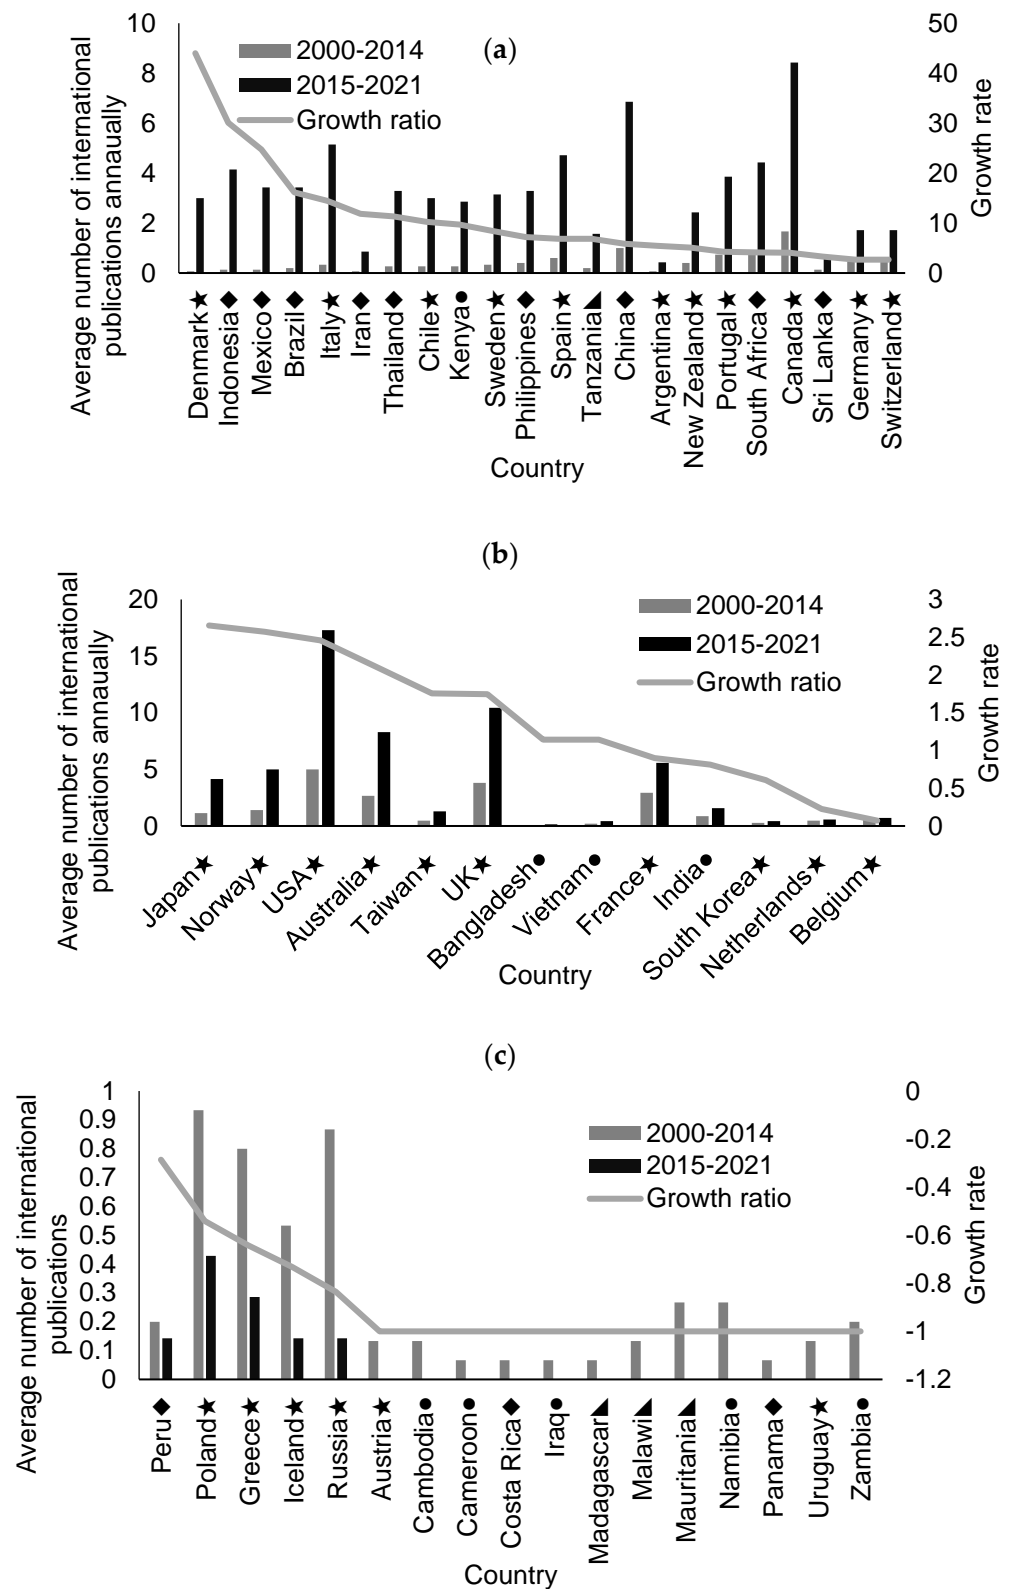 (a)
2000-2014
2015-2021
Growth ratio
Average number of international
publications annaually
10
8
6
4
2
0
50
40
30
20
10
0
Growth rate
Denmark★
Indonesia◆
Mexico◆
Brazil◆
Italy★
Iran◆
Thailand◆
Chile★
Kenya●
Sweden★
Philippines◆
Spain★
Tanzania◣
China◆
Argentina★
New Zealand★
Portugal★
South Africa◆
Canada★
Sri Lanka◆
Germany★
Switzerland★
Country
(b)
2000-2014
2015-2021
Growth ratio
Average number of international
publications annaually
20
15
10
5
0
3
2.5
2
1.5
1
0.5
0
Growth rate
Japan★
Norway★
USA★
Australia★
Taiwan★
UK★
Bangladesh●
Vietnam●
France★
India●
South Korea★
Netherlands★
Belgium★
Country
(c)
2000-2014
2015-2021
Growth ratio
Average number of international
publications
1
0.9
0.8
0.7
0.6
0.5
0.4
0.3
0.2
0.1
0
0
-0.2
-0.4
-0.6
-0.8
-1
-1.2
Growth rate
Peru◆
Poland★
Greece★
Iceland★
Russia★
Austria★
Cambodia●
Cameroon●
Costa Rica◆
Iraq●
Madagascar◣
Malawi◣
Mauritania◣
Namibia●
Panama◆
Uruguay★
Zambia●
Country